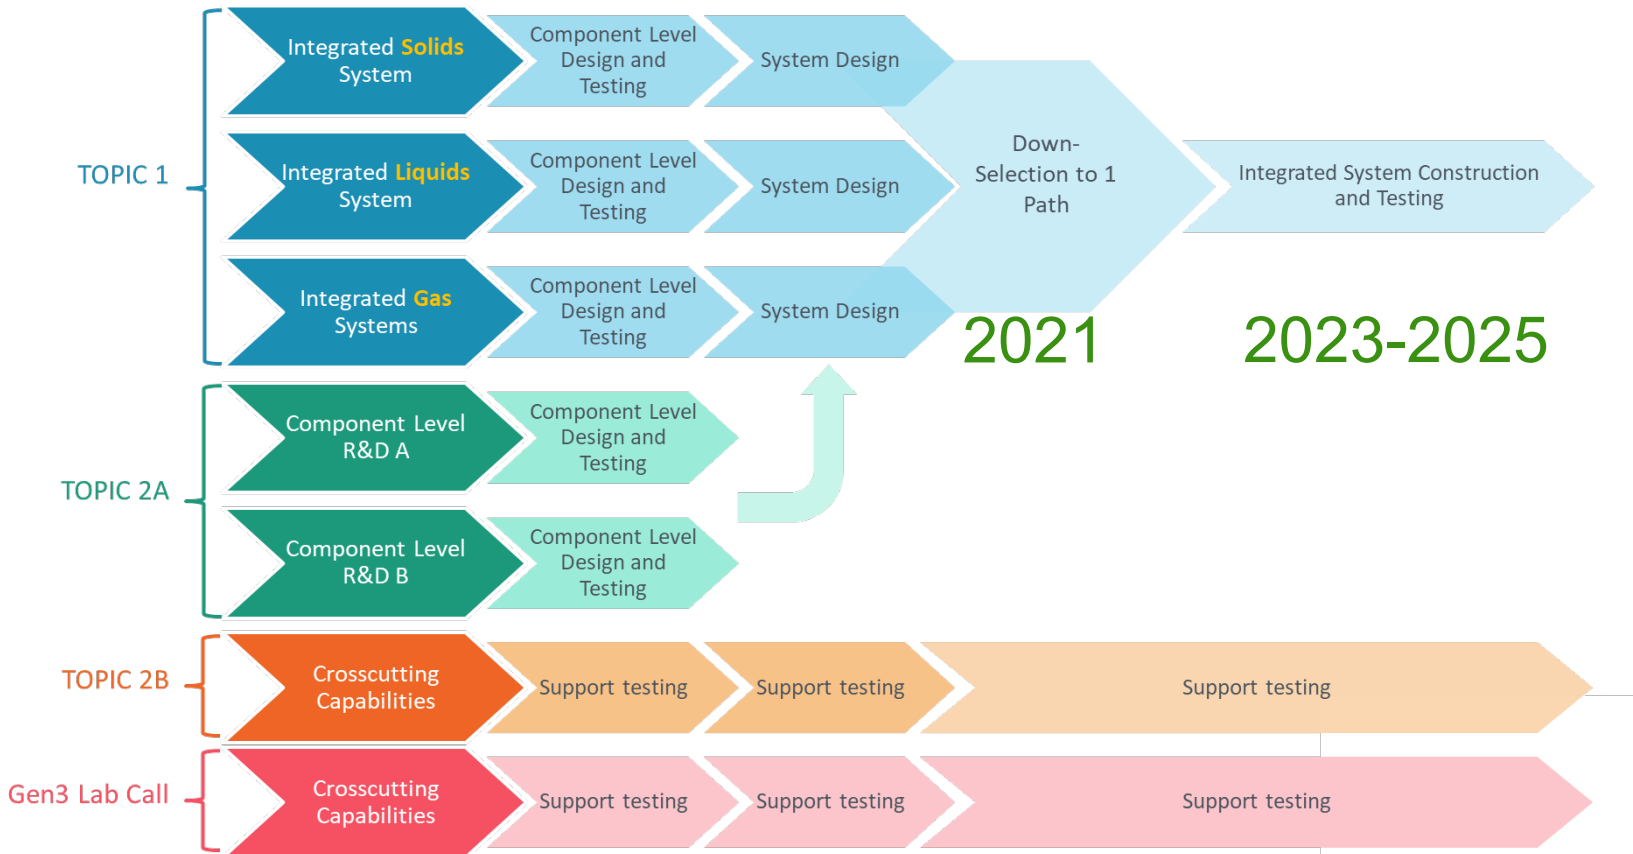 TOPIC 1
Integrated Solids
System
Component Level
Design and
Testing
System Design
Integrated Liquids
System
Component Level
Design and
Testing
System Design
Integrated Gas
Systems
Component Level
Design and
Testing
System Design
Down-
Selection to 1
Path
Integrated System Construction
and Testing
2021
2023-2025
TOPIC 2A
Component Level
R&D A
Component Level
Design and
Testing
Component Level
R&D B
Component Level
Design and
Testing
TOPIC 2B
Crosscutting
Capabilities
Support testing
Support testing
Support testing
Gen3 Lab Call
Crosscutting
Capabilities
Support testing
Support testing
Support testing